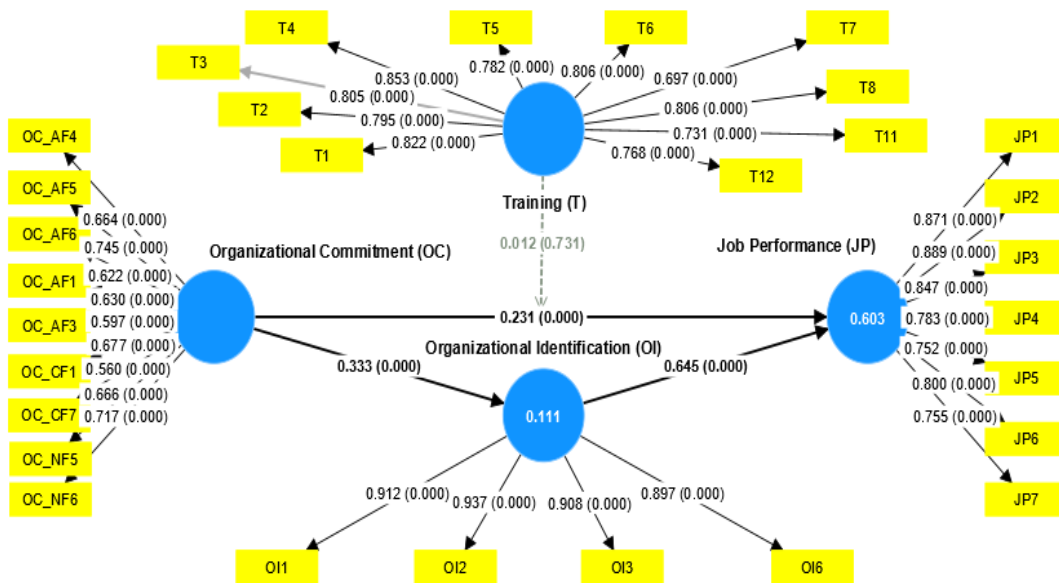 T4
T5
T6
T7
T3
T8
T2
T11
T1
T12
0.853 (0.000)
0.782 (0.000)
0.806 (0.000)
0.697 (0.000)
0.805 (0.000)
0.806 (0.000)
0.795 (0.000)
0.731 (0.000)
0.822 (0.000)
0.768 (0.000)
Training (T)
0.012 (0.731)
OC_AF4
OC_AF5
OC_AF6
OC_AF1
OC_AF3
OC_CF1
OC_CF7
OC_NF5
OC_NF6
0.664 (0.000)
0.745 (0.000)
0.622 (0.000)
0.630 (0.000)
0.597 (0.000)
0.677 (0.000)
0.560 (0.000)
0.666 (0.000)
0.717 (0.000)
Organizational Commitment (OC)
Job Performance (JP)
0.231 (0.000)
Organizational Identification (OI)
0.333 (0.000)
0.645 (0.000)
0.603
0.111
JP1
JP2
JP3
JP4
JP5
JP6
JP7
0.871 (0.000)
0.889 (0.000)
0.847 (0.000)
0.783 (0.000)
0.752 (0.000)
0.800 (0.000)
0.755 (0.000)
0.912 (0.000)
0.937 (0.000)
0.908 (0.000)
0.897 (0.000)
OI1
OI2
OI3
OI6